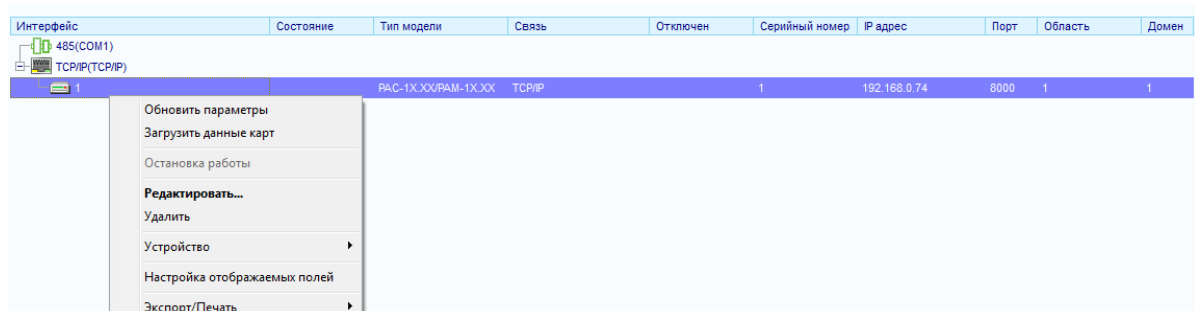 Интерфейс Состояние Тип модели Связь Отключен Серийный номер IP адрес Порт Область Домен
485(COM1)
TCP/IP(TCP/IP)
1 PAC-1X.XX/PAM-1X.XX TCP/IP 1 192.168.0.74 8000 1 1
Обновить параметры
Загрузить данные карт
Остановка работы
Редактировать...
Удалить
Устройство
Настройка отображаемых полей
Экспорт/Печать